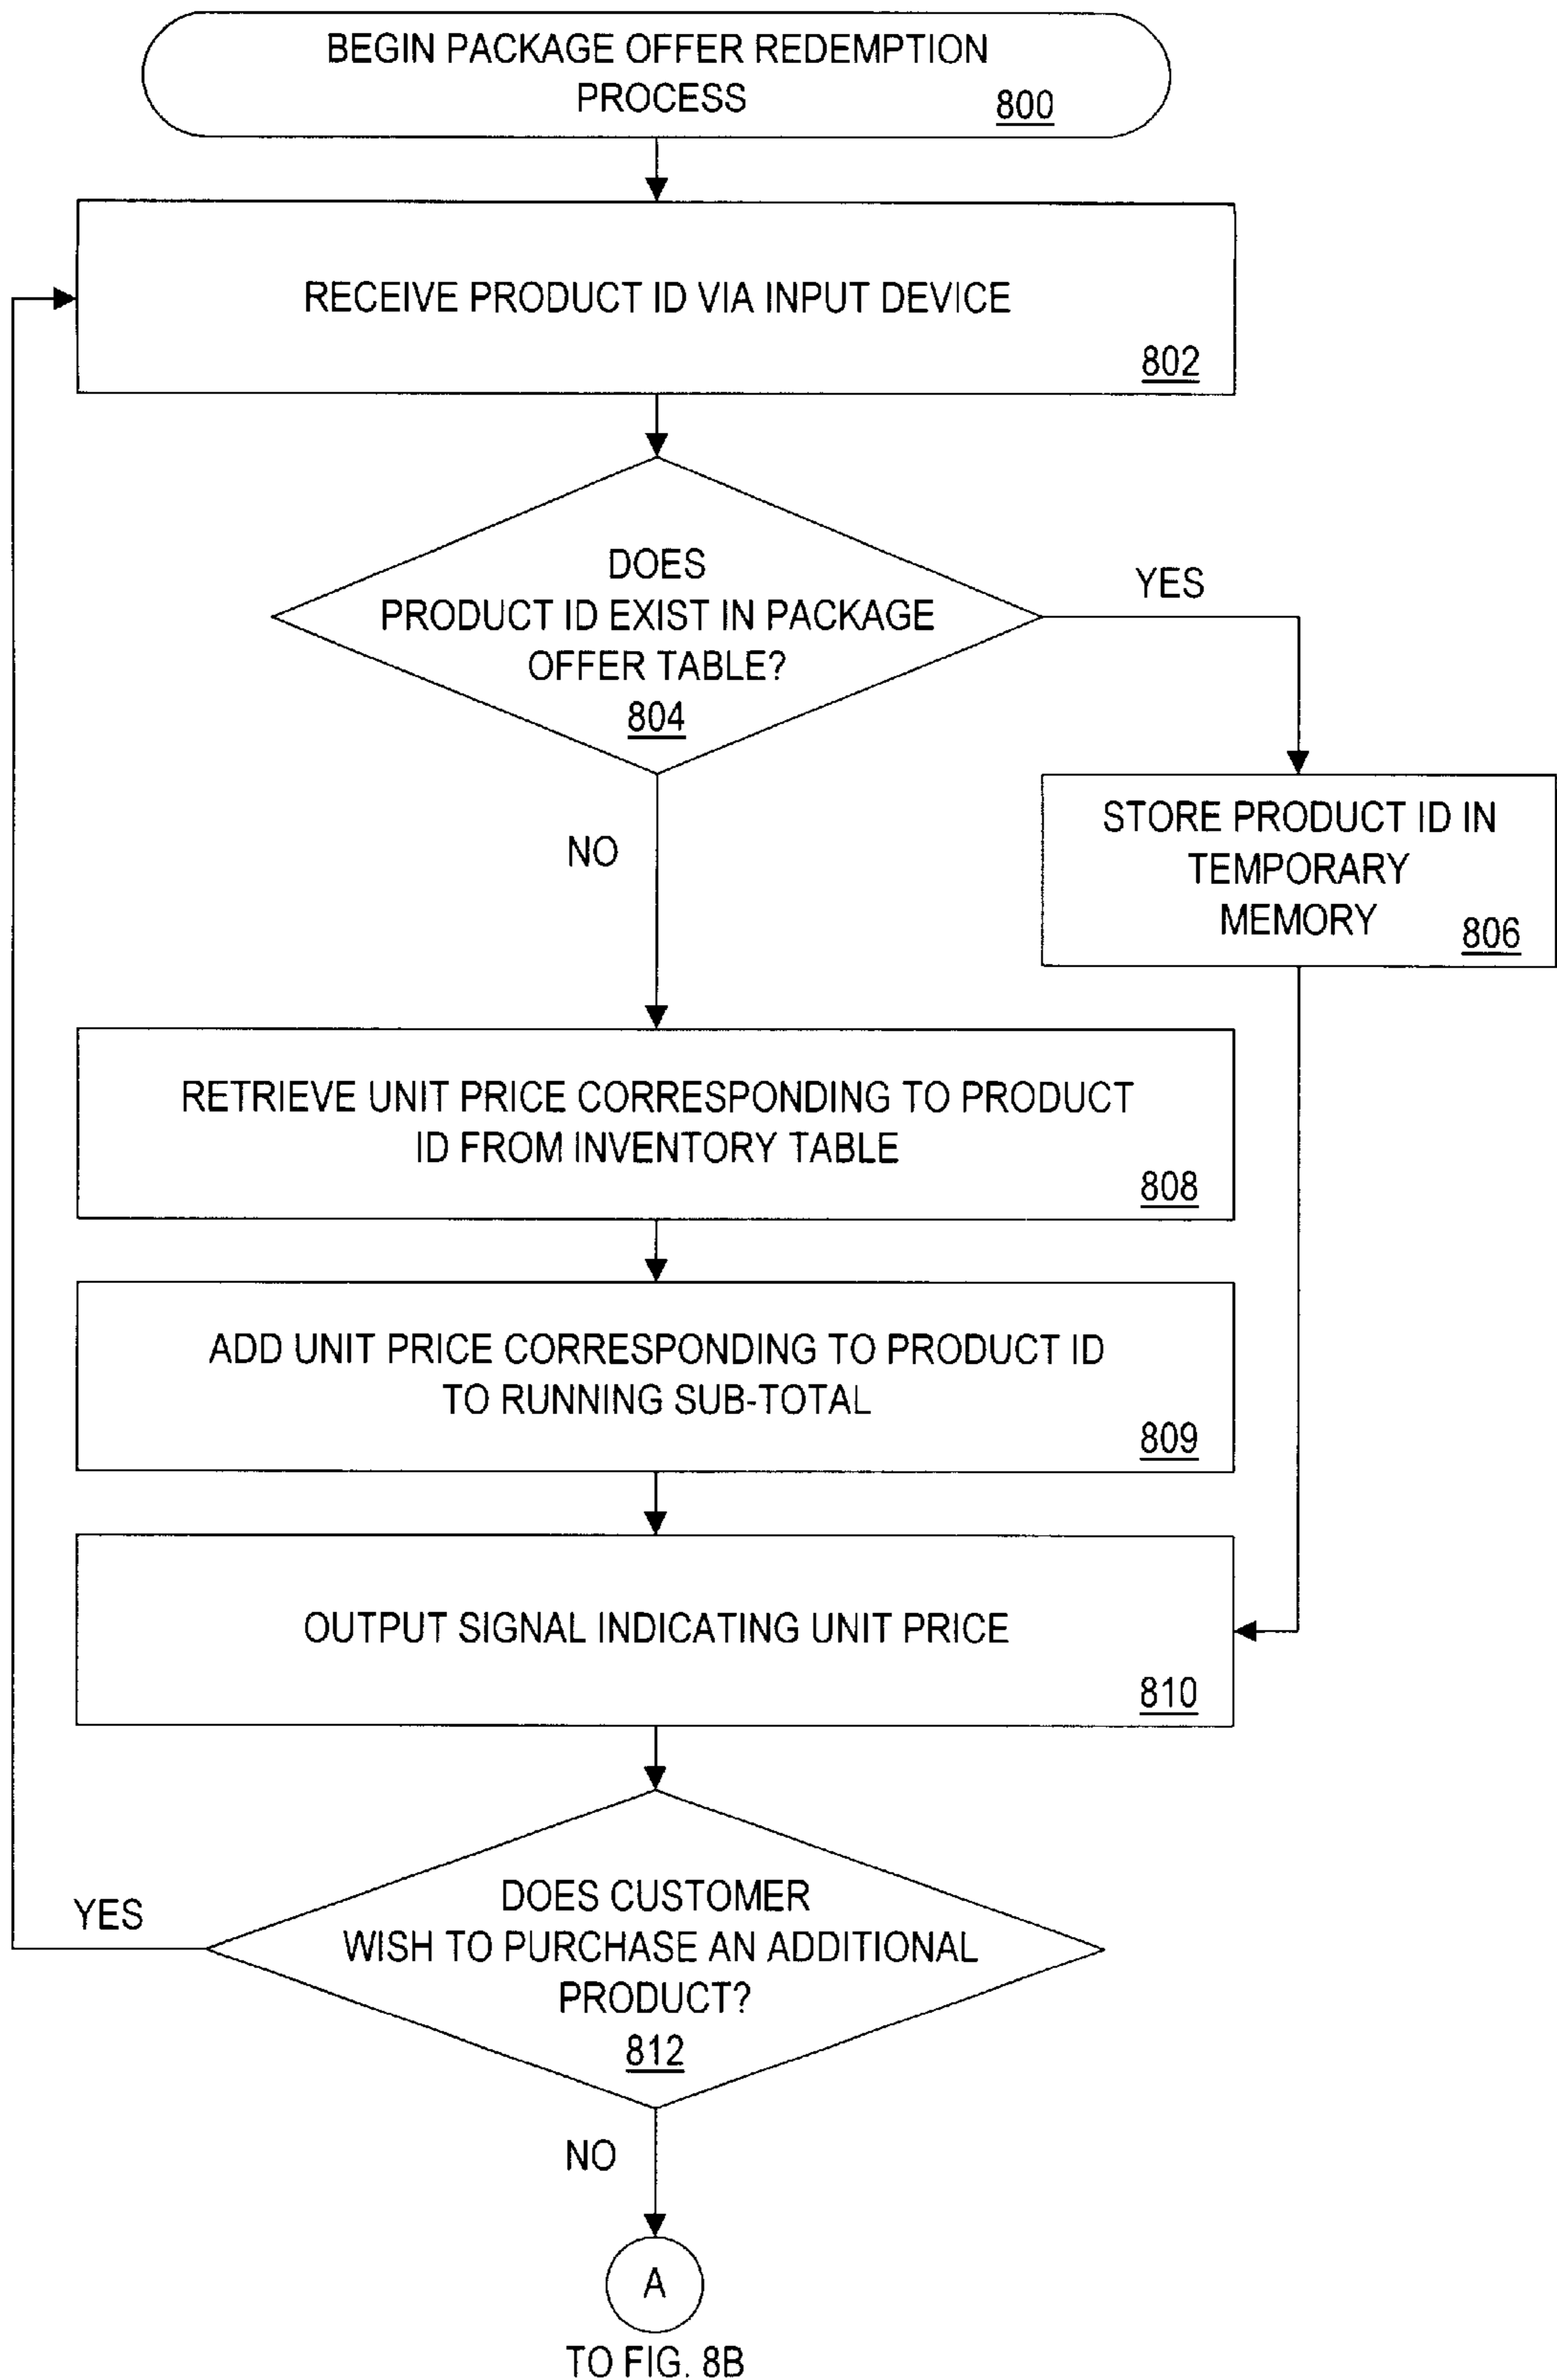 BEGIN PACKAGE OFFER REDEMPTION
PROCESS
800
RECEIVE PRODUCT ID VIA INPUT DEVICE
802
DOES
PRODUCT ID EXIST IN PACKAGE
OFFER TABLE?
804
YES
NO
STORE PRODUCT ID IN
TEMPORARY
MEMORY
806
RETRIEVE UNIT PRICE CORRESPONDING TO PRODUCT
ID FROM INVENTORY TABLE
808
ADD UNIT PRICE CORRESPONDING TO PRODUCT ID
TO RUNNING SUB-TOTAL
809
OUTPUT SIGNAL INDICATING UNIT PRICE
810
YES
DOES CUSTOMER
WISH TO PURCHASE AN ADDITIONAL
PRODUCT?
812
NO
A
TO FIG. 8B